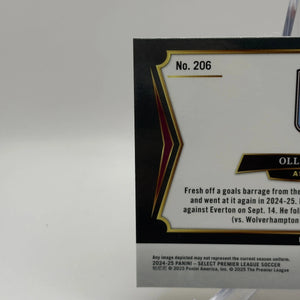 No. 206
OLL
Fresh off a goals barrage from the
and went at it again in 2024-25.
against Everton on Sept. 14. He fol
(vs. Wolverhampton
Any image depicted may not represent the current season uniform.
2024-25 PANINI – SELECT PREMIER LEAGUE SOCCER
© 2025 Panini America, Inc. © 2025 The Premier League